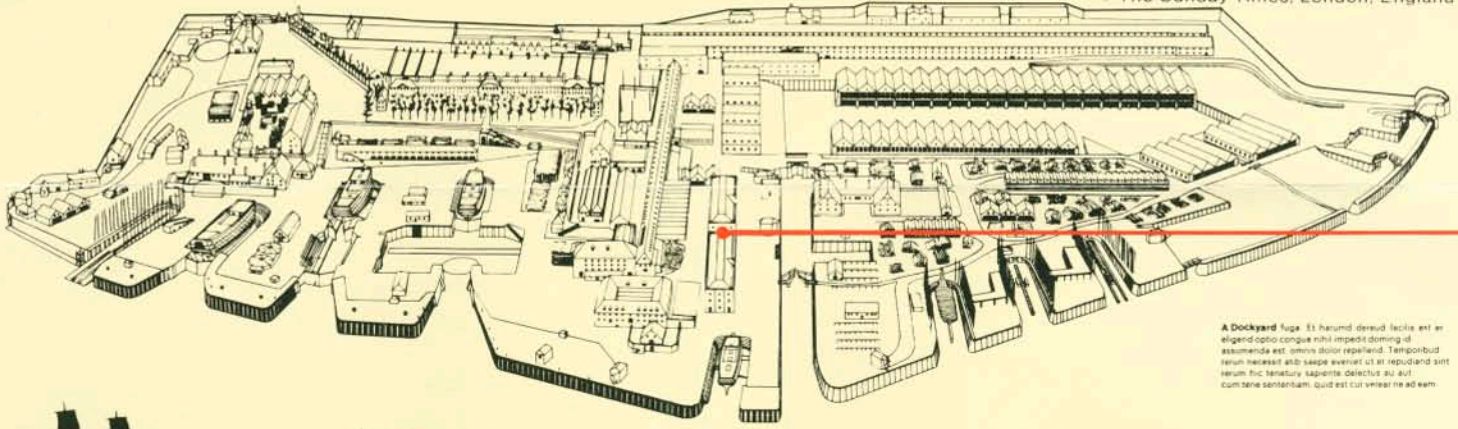 The Sunday Times, London, England
A Dockyard fuga. Et harumd dereud facilis est er
eligend optio congue nihil impedit doming id
assumenda est, omnis dolor repellend. Temporibud
rerum necessit atib saepe eveniet ut er repudiand sint
rerum hic tenetury sapiente delectus au aut
cum tene sententiam, quid est cur verear ne ad eam